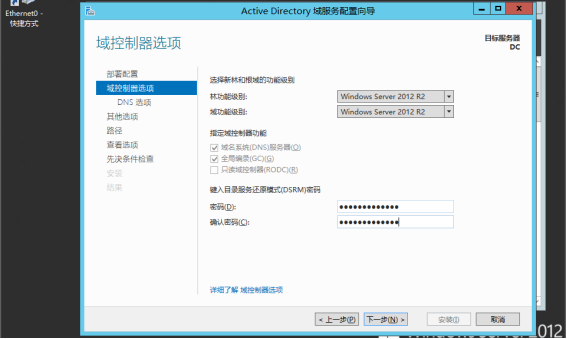 Ethernet0 -
快捷方式
Active Directory 域服务配置向导
域控制器选项
目标服务器
DC
部署配置
域控制器选项
DNS 选项
其他选项
路径
查看选项
先决条件检查
安装
结果
选择新林和根域的功能级别
林功能级别: Windows Server 2012 R2
域功能级别: Windows Server 2012 R2
指定域控制器功能
域名系统(DNS)服务器(O)
全局编录(GC)(G)
只读域控制器(RODC)(R)
键入目录服务还原模式(DSRM)密码
密码(D): ●●●●●●●●●●●●●
确认密码(C): ●●●●●●●●●●●●●
详细了解 域控制器选项
< 上一步(P) 下一步(N) > 安装(I) 取消
Windows Server 2012